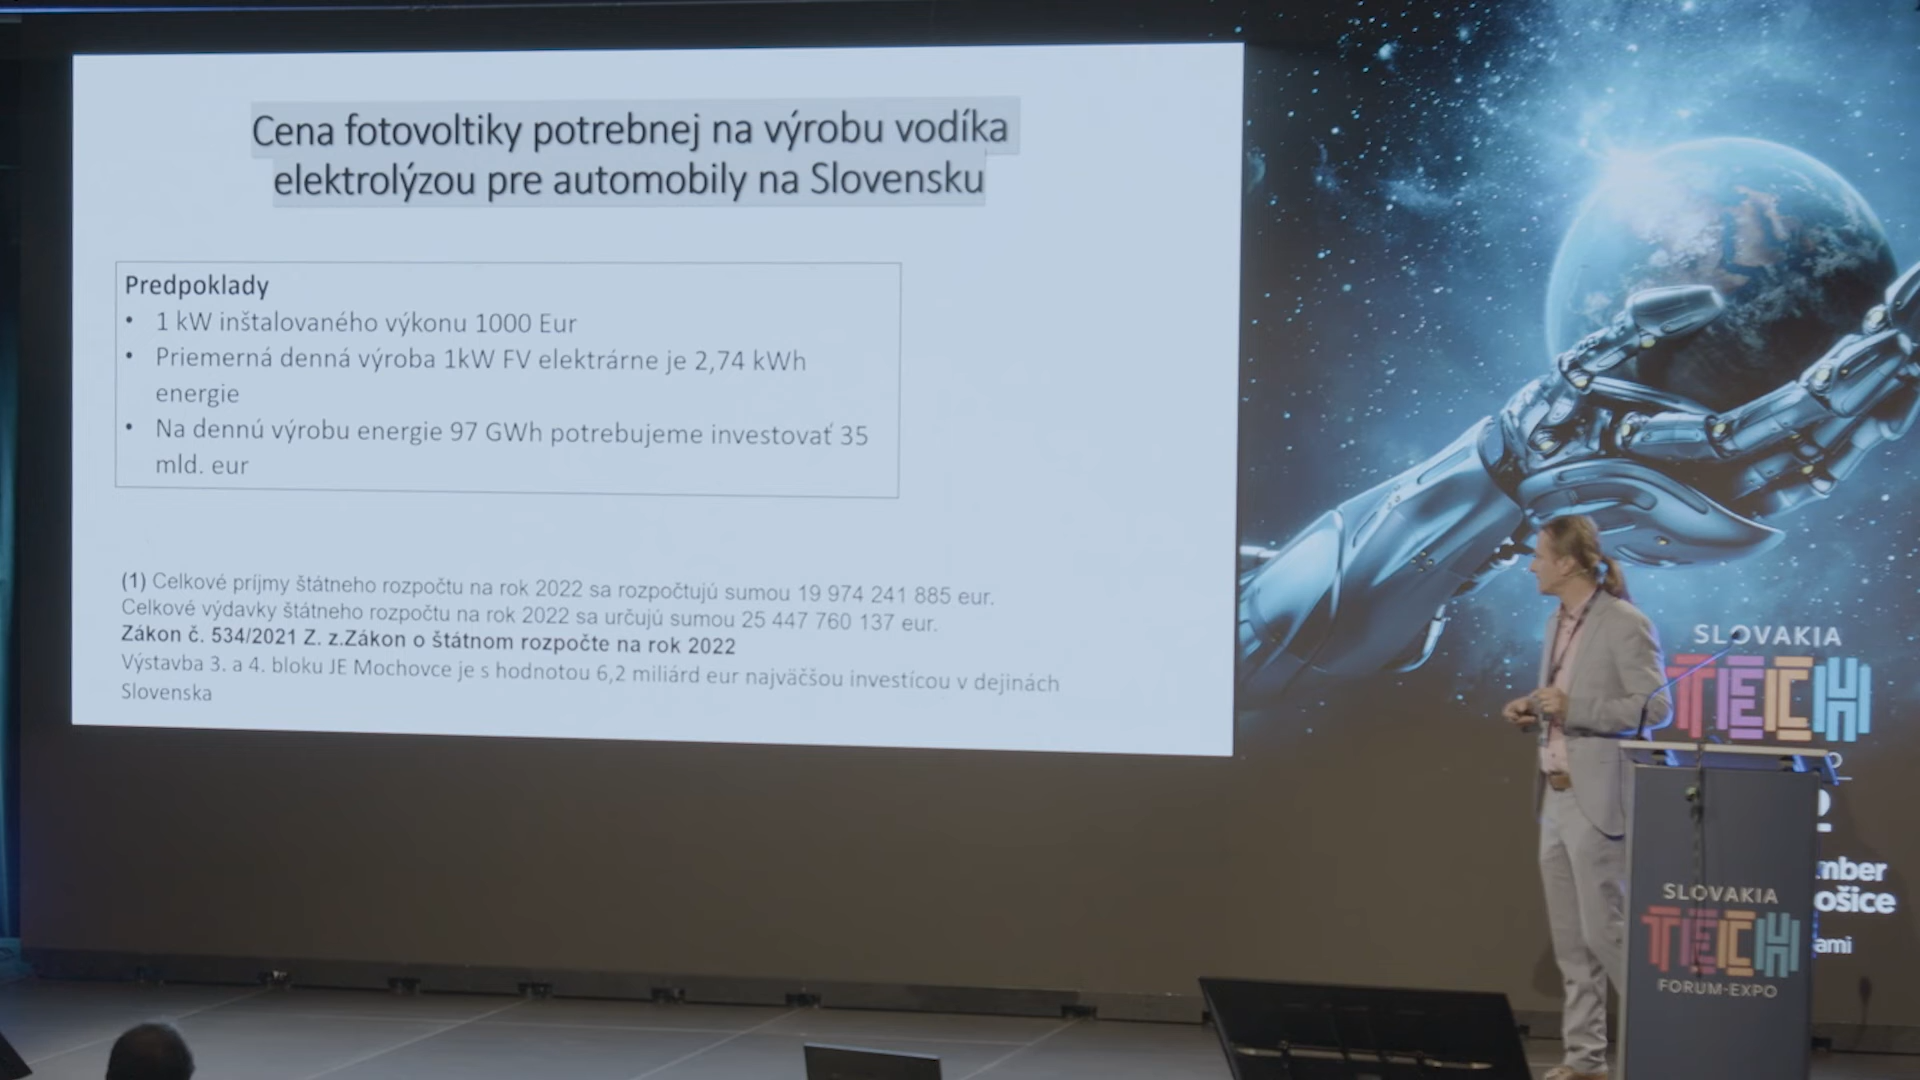 Cena fotovoltiky potrebnej na výrobu vodíka
elektrolýzou pre automobily na Slovensku
Predpoklady
• 1 kW inštalovaného výkonu 1000 Eur
• Priemerná denná výroba 1kW FV elektrárne je 2,74 kWh
energie
• Na dennú výrobu energie 97 GWh potrebujeme investovať 35
mld. eur
(1) Celkové príjmy štátneho rozpočtu na rok 2022 sa rozpočtujú sumou 19 974 241 885 eur.
Celkové výdavky štátneho rozpočtu na rok 2022 sa určujú sumou 25 447 760 137 eur.
Zákon č. 534/2021 Z. z.Zákon o štátnom rozpočte na rok 2022
Výstavba 3. a 4. bloku JE Mochovce je s hodnotou 6,2 miliárd eur najväčšou investícou v dejinách
Slovenska
SLOVAKIA
TECH
mber
ošice
ami
SLOVAKIA
TECH
FORUM-EXPO